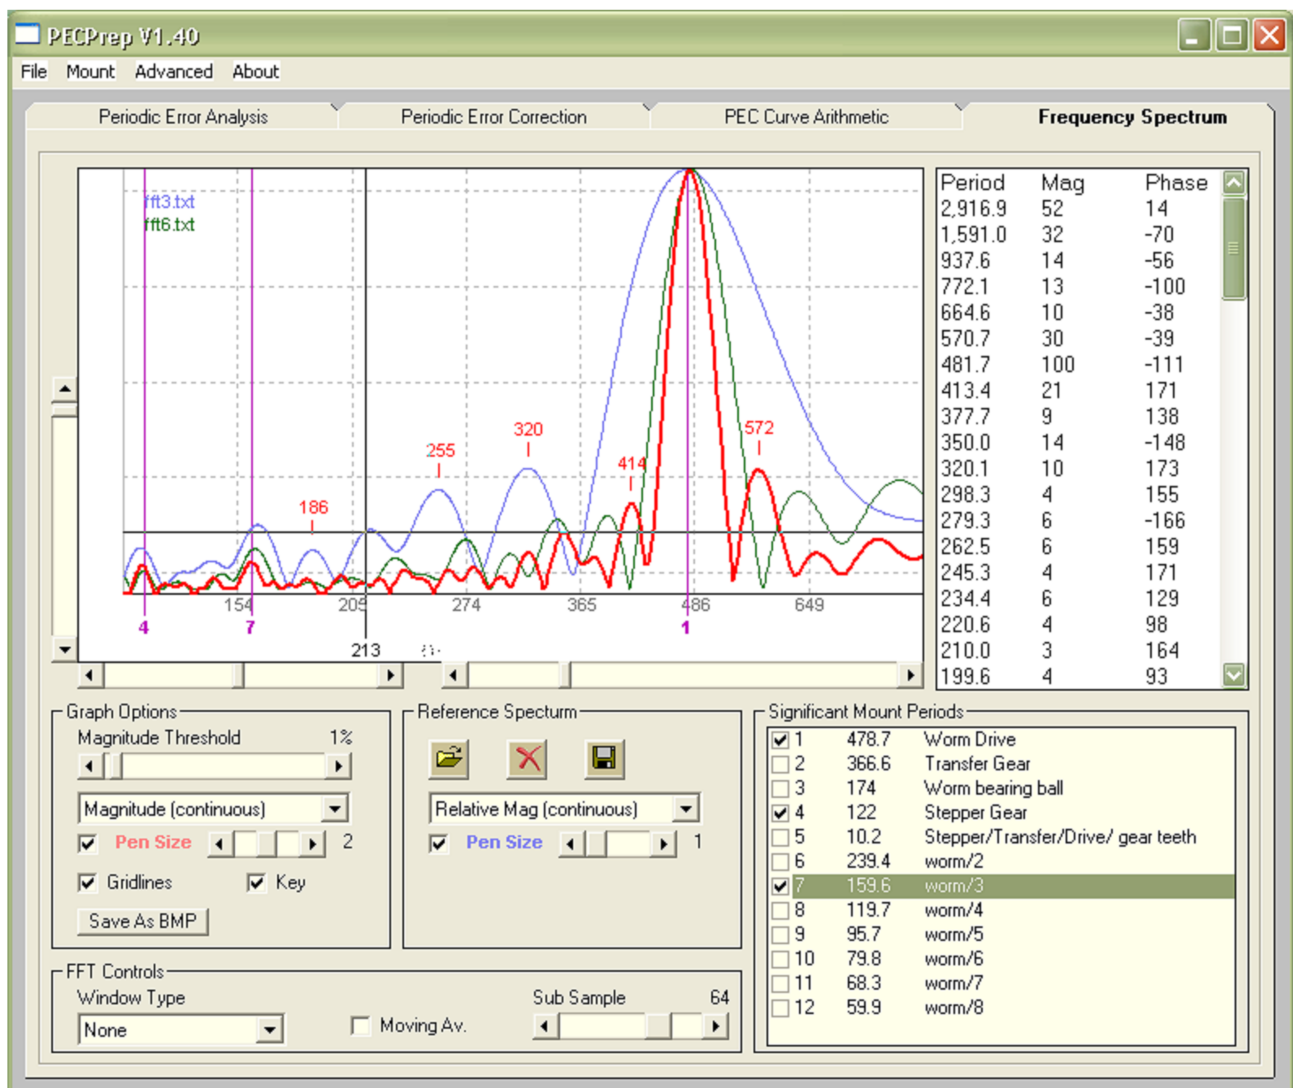 PECPrep V1.40
File Mount Advanced About
Periodic Error Analysis Periodic Error Correction PEC Curve Arithmetic Frequency Spectrum
fft3.txt
fft6.txt
186
255
320
414
572
154 205 274 365 486 649
4 7 1
213
Period Mag Phase
2,916.9 52 14
1,591.0 32 -70
937.6 14 -56
772.1 13 -100
664.6 10 -38
570.7 30 -39
481.7 100 -111
413.4 21 171
377.7 9 138
350.0 14 -148
320.1 10 173
298.3 4 155
279.3 6 -166
262.5 6 159
245.3 4 171
234.4 6 129
220.6 4 98
210.0 3 164
199.6 4 93
Graph Options
Magnitude Threshold 1%
Magnitude (continuous)
Pen Size 2
Gridlines Key
Save As BMP
Reference Specturm
Relative Mag (continuous)
Pen Size 1
Significant Mount Periods
1 478.7 Worm Drive
2 366.6 Transfer Gear
3 174 Worm bearing ball
4 122 Stepper Gear
5 10.2 Stepper/Transfer/Drive/ gear teeth
6 239.4 worm/2
7 159.6 worm/3
8 119.7 worm/4
9 95.7 worm/5
10 79.8 worm/6
11 68.3 worm/7
12 59.9 worm/8
FFT Controls
Window Type
None
Moving Av.
Sub Sample 64